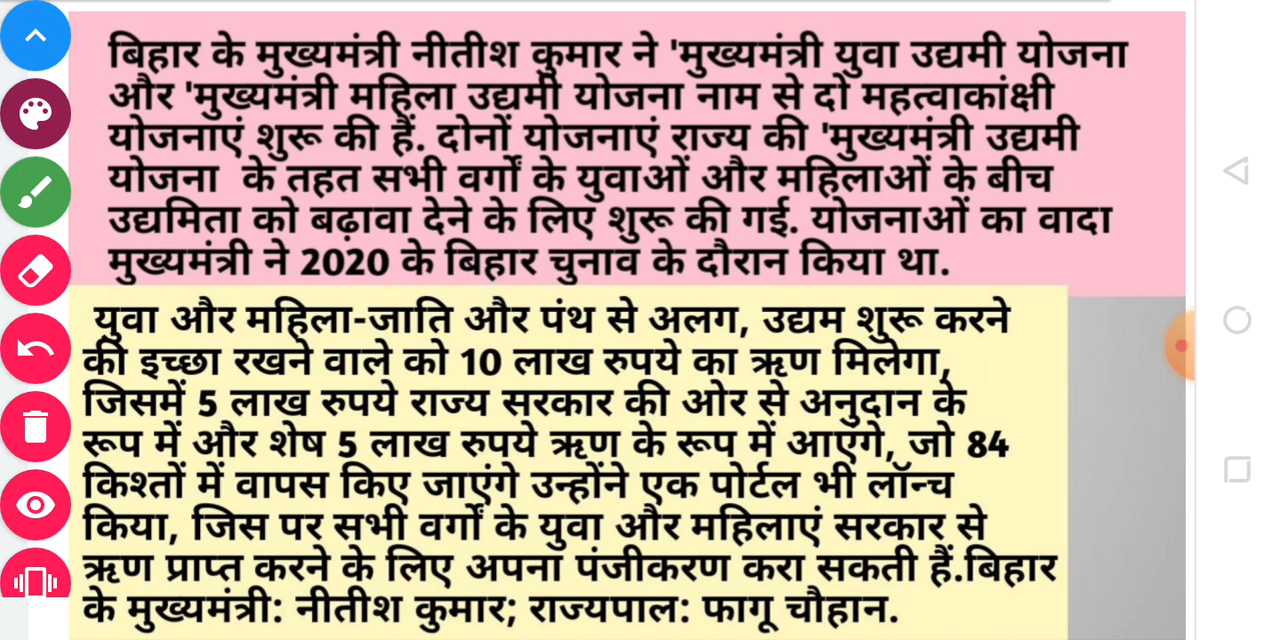 बिहार के मुख्यमंत्री नीतीश कुमार ने 'मुख्यमंत्री युवा उद्यमी योजना
और 'मुख्यमंत्री महिला उद्यमी योजना नाम से दो महत्वाकांक्षी
योजनाएं शुरू की हैं. दोनों योजनाएं राज्य की 'मुख्यमंत्री उद्यमी
योजना के तहत सभी वर्गों के युवाओं और महिलाओं के बीच
उद्यमिता को बढ़ावा देने के लिए शुरू की गई. योजनाओं का वादा
मुख्यमंत्री ने 2020 के बिहार चुनाव के दौरान किया था.
युवा और महिला-जाति और पंथ से अलग, उद्यम शुरू करने
की इच्छा रखने वाले को 10 लाख रुपये का ऋण मिलेगा,
जिसमें 5 लाख रुपये राज्य सरकार की ओर से अनुदान के
रूप में और शेष 5 लाख रुपये ऋण के रूप में आएंगे, जो 84
किश्तों में वापस किए जाएंगे उन्होंने एक पोर्टल भी लॉन्च
किया, जिस पर सभी वर्गों के युवा और महिलाएं सरकार से
ऋण प्राप्त करने के लिए अपना पंजीकरण करा सकती हैं.बिहार
के मुख्यमंत्री: नीतीश कुमार; राज्यपाल: फागू चौहान.